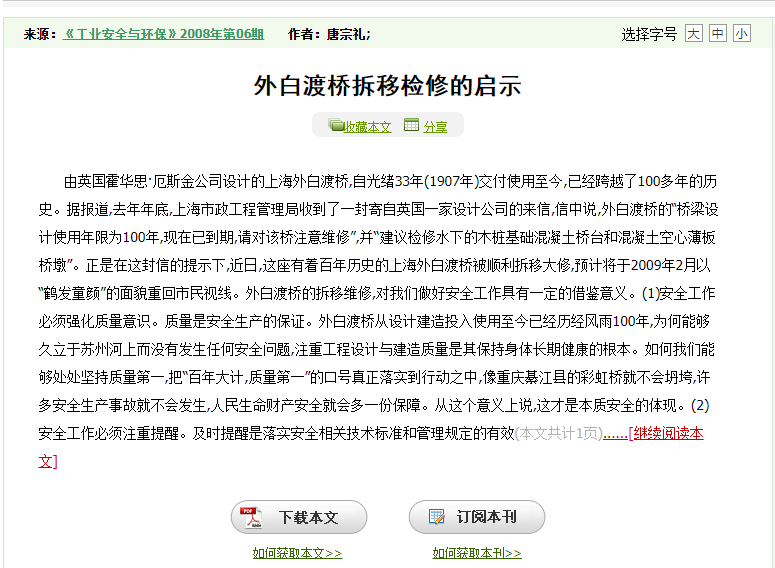 来源：《工业安全与环保》2008年第06期 作者：唐宗礼; 选择字号 大 中 小
外白渡桥拆移检修的启示
收藏本文 分享
由英国霍华思·厄斯金公司设计的上海外白渡桥,自光绪33年(1907年)交付使用至今,已经跨越了100多年的历
史。据报道,去年年底,上海市政工程管理局收到了一封寄自英国一家设计公司的来信,信中说,外白渡桥的“桥梁设
计使用年限为100年,现在已到期,请对该桥注意维修”,并“建议检修水下的木桩基础混凝土桥台和混凝土空心薄板
桥墩”。正是在这封信的提示下,近日,这座有着百年历史的上海外白渡桥被顺利拆移大修,预计将于2009年2月以
“鹤发童颜”的面貌重回市民视线。外白渡桥的拆移维修,对我们做好安全工作具有一定的借鉴意义。(1)安全工作
必须强化质量意识。质量是安全生产的保证。外白渡桥从设计建造投入使用至今已经历经风雨100年,为何能够
久立于苏州河上而没有发生任何安全问题,注重工程设计与建造质量是其保持身体长期健康的根本。如何我们能
够处处坚持质量第一,把“百年大计,质量第一”的口号真正落实到行动之中,像重庆綦江县的彩虹桥就不会坍垮,许
多安全生产事故就不会发生,人民生命财产安全就会多一份保障。从这个意义上说,这才是本质安全的体现。(2)
安全工作必须注重提醒。及时提醒是落实安全相关技术标准和管理规定的有效(本文共计1页)......[继续阅读本
文]
下载本文 订阅本刊
如何获取本文>> 如何获取本刊>>